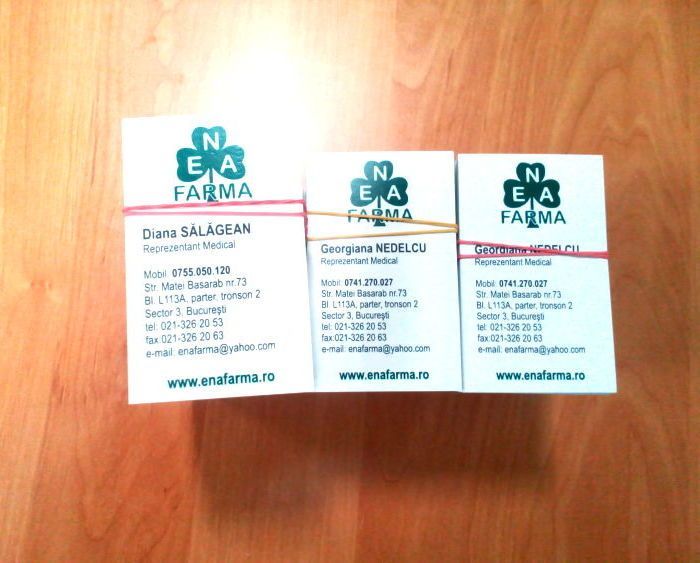 ENA
FARMA
Diana SĂLĂGEAN
Reprezentant Medical
Mobil: 0755.050.120
Str. Matei Basarab nr.73
Bl. L113A, parter, tronson 2
Sector 3, Bucureşti
tel: 021-326 20 53
fax:021-326 20 63
e-mail: enafarma@yahoo.com
www.enafarma.ro
ENA
FARMA
Georgiana NEDELCU
Reprezentant Medical
Mobil: 0741.270.027
Str. Matei Basarab nr.73
Bl. L113A, parter, tronson 2
Sector 3, Bucureşti
tel: 021-326 20 53
fax:021-326 20 63
e-mail: enafarma@yahoo.com
www.enafarma.ro
ENA
FARMA
Georgiana NEDELCU
Reprezentant Medical
Mobil: 0741.270.027
Str. Matei Basarab nr.73
Bl. L113A, parter, tronson 2
Sector 3, Bucureşti
tel: 021-326 20 53
fax:021-326 20 63
e-mail: enafarma@yahoo.com
www.enafarma.ro